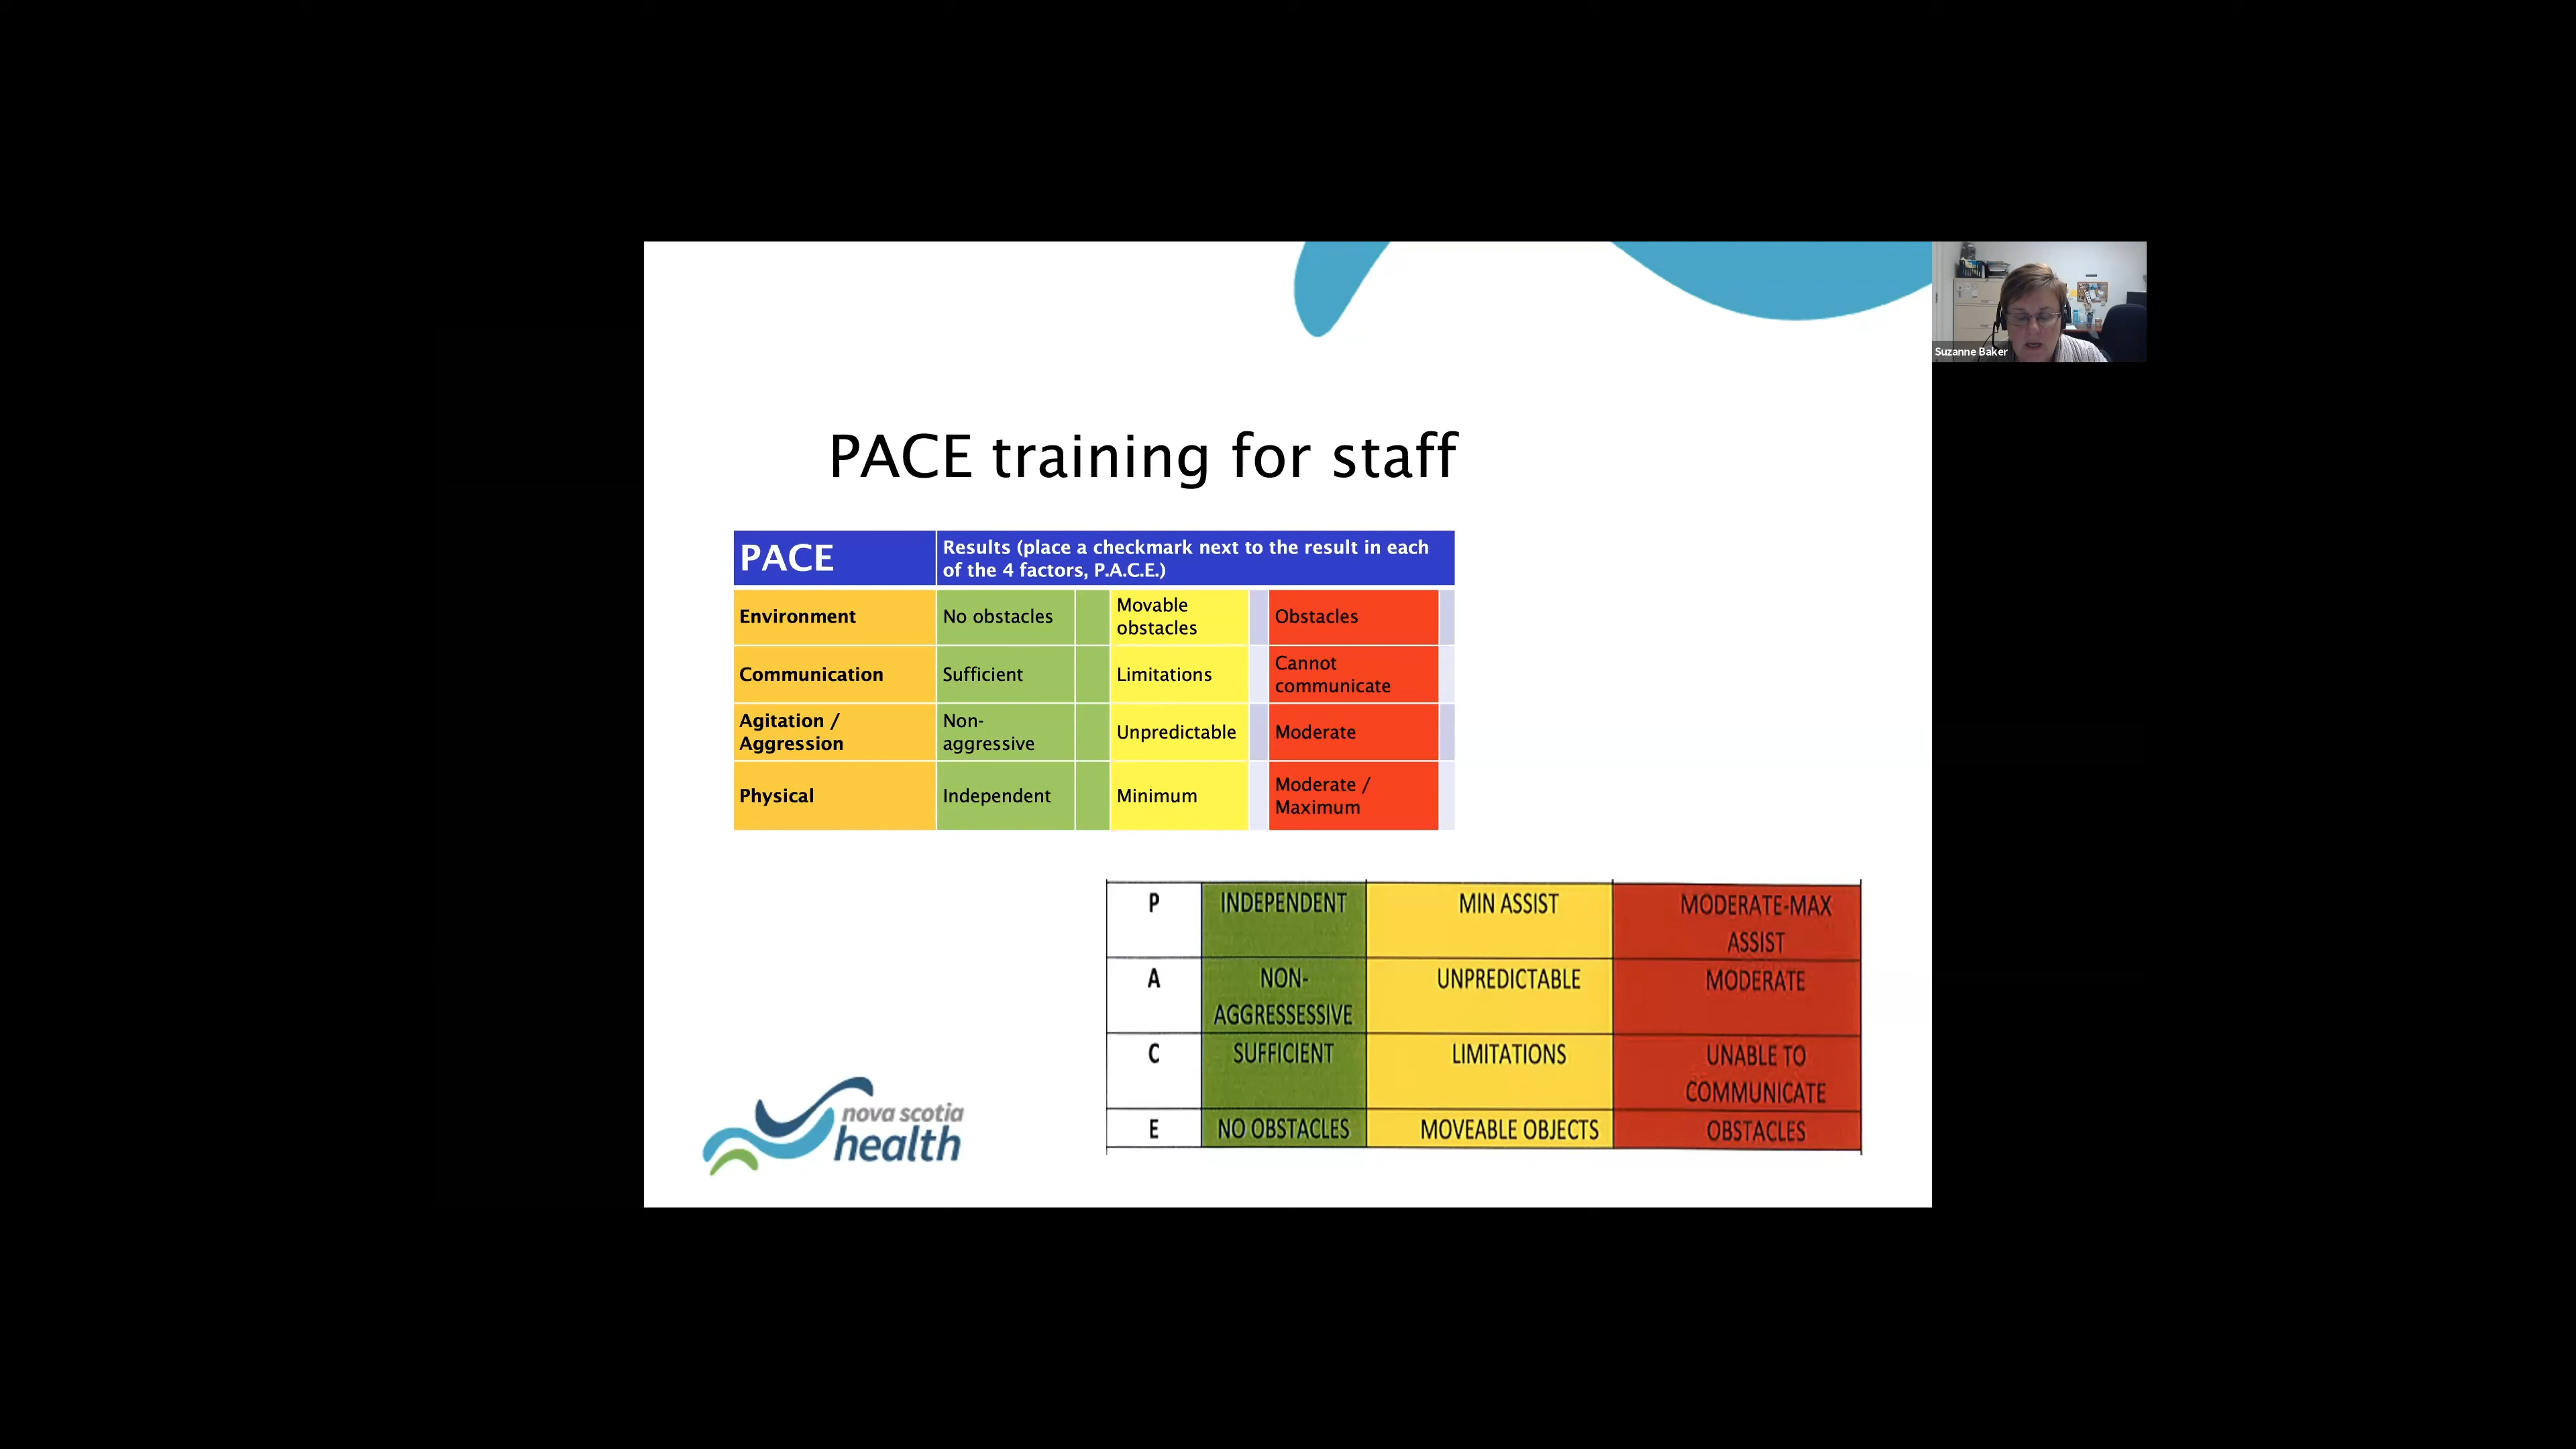 Suzanne Baker
PACE training for staff
PACE
Results (place a checkmark next to the result in each
of the 4 factors, P.A.C.E.)
Environment
No obstacles
Movable
obstacles
Obstacles
Communication
Sufficient
Limitations
Cannot
communicate
Agitation /
Aggression
Non-
aggressive
Unpredictable
Moderate
Physical
Independent
Minimum
Moderate /
Maximum
P
INDEPENDENT
MIN ASSIST
MODERATE-MAX
ASSIST
A
NON-
AGGRESSESSIVE
UNPREDICTABLE
MODERATE
C
SUFFICIENT
LIMITATIONS
UNABLE TO
COMMUNICATE
E
NO OBSTACLES
MOVEABLE OBJECTS
OBSTACLES
nova scotia
health